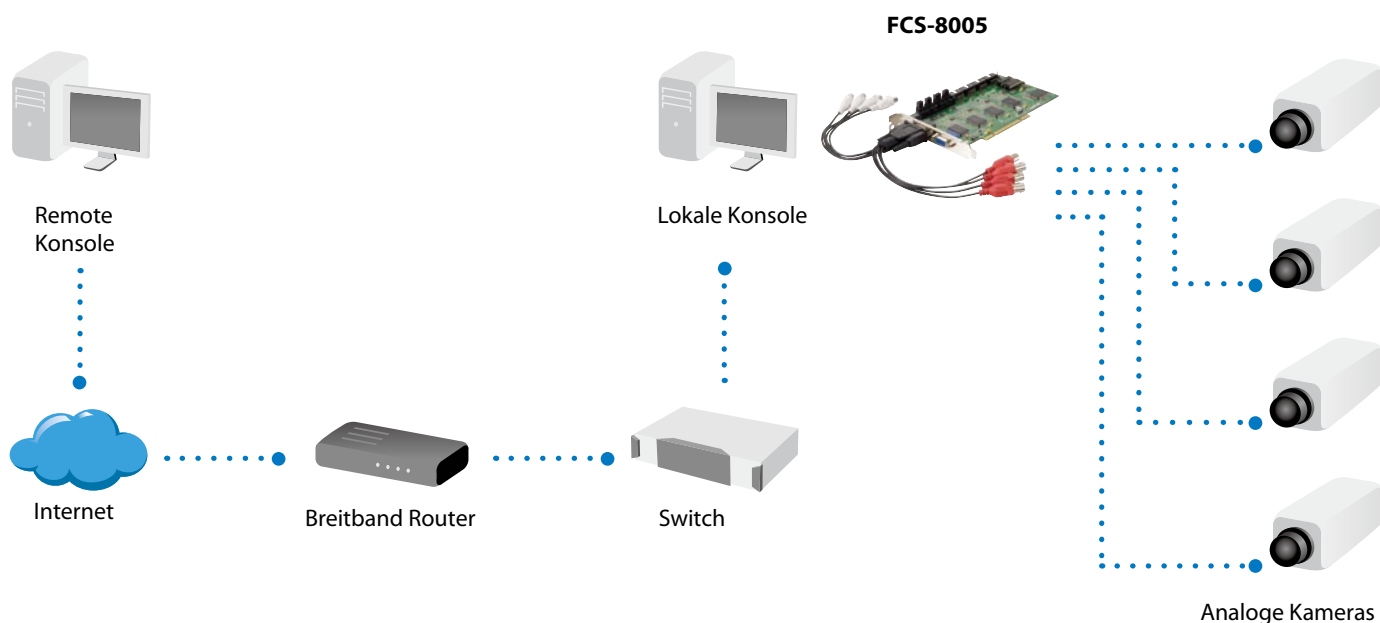 FCS-8005
Remote
Konsole
Lokale Konsole
Internet
Breitband Router
Switch
Analoge Kameras